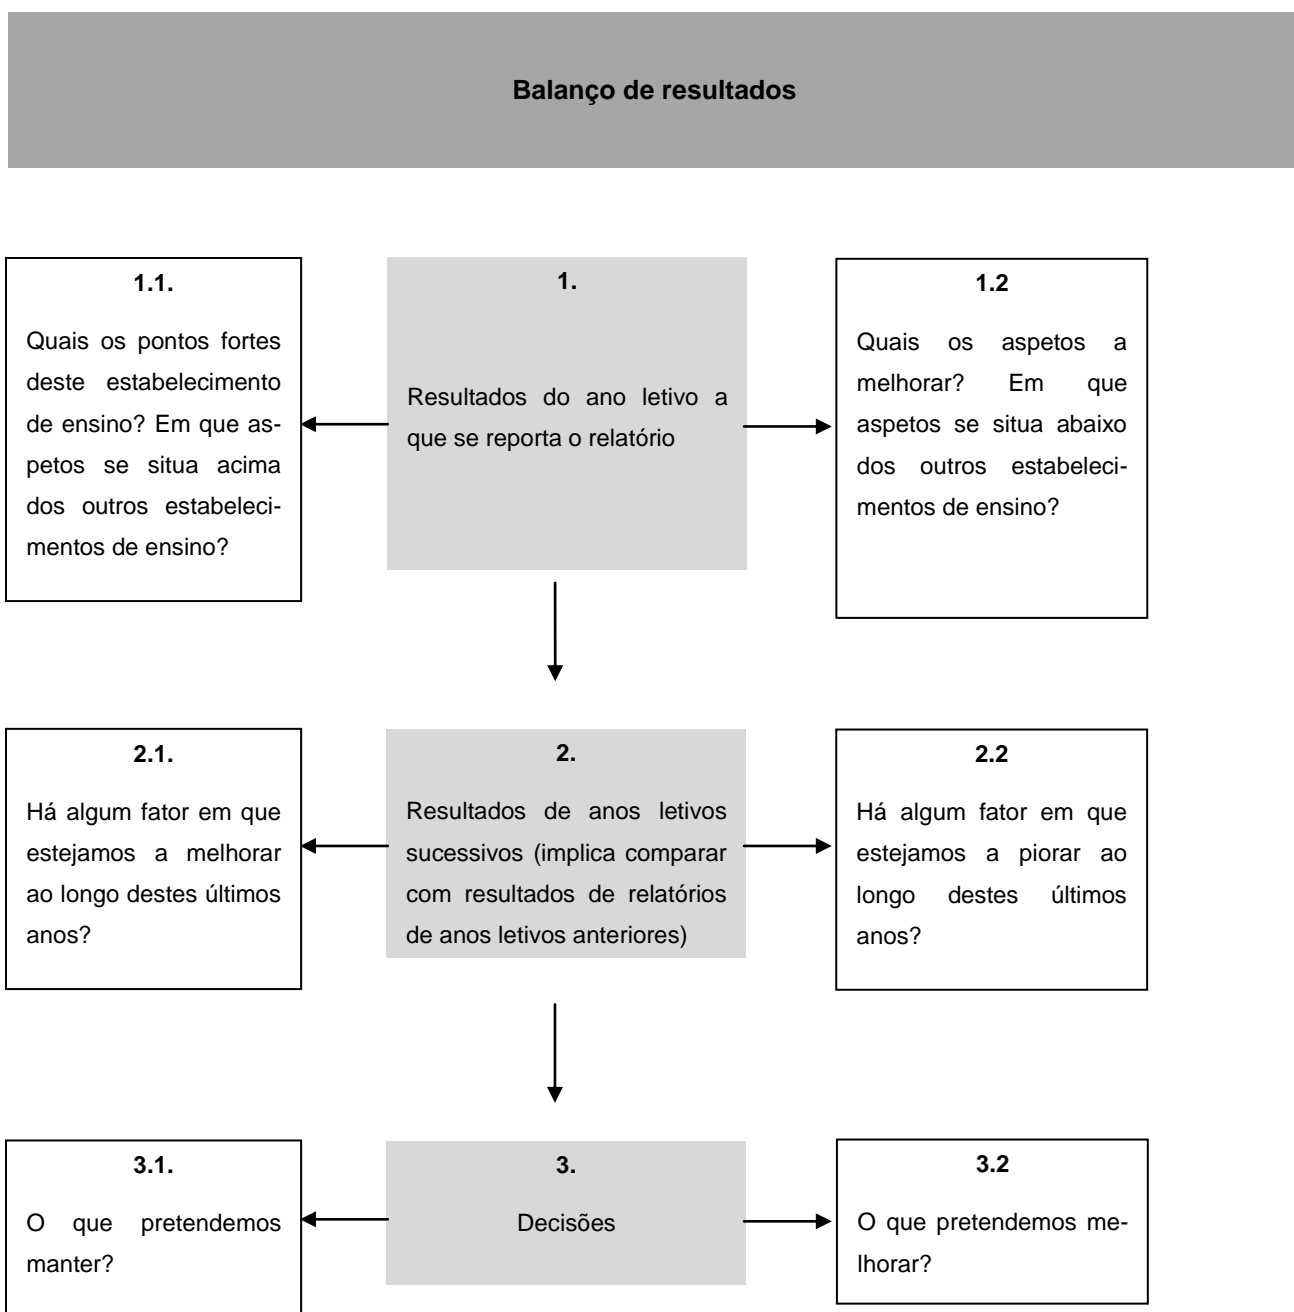 Balanço de resultados
1.1.
Quais os pontos fortes
deste estabelecimento
de ensino? Em que as-
petos se situa acima
dos outros estabeleci-
mentos de ensino?
1.
Resultados do ano letivo a
que se reporta o relatório
1.2
Quais os aspetos a
melhorar? Em que
aspetos se situa abaixo
dos outros estabeleci-
mentos de ensino?
2.1.
Há algum fator em que
estejamos a melhorar
ao longo destes últimos
anos?
2.
Resultados de anos letivos
sucessivos (implica comparar
com resultados de relatórios
de anos letivos anteriores)
2.2
Há algum fator em que
estejamos a piorar ao
longo destes últimos
anos?
3.1.
O que pretendemos
manter?
3.
Decisões
3.2
O que pretendemos me-
lhorar?